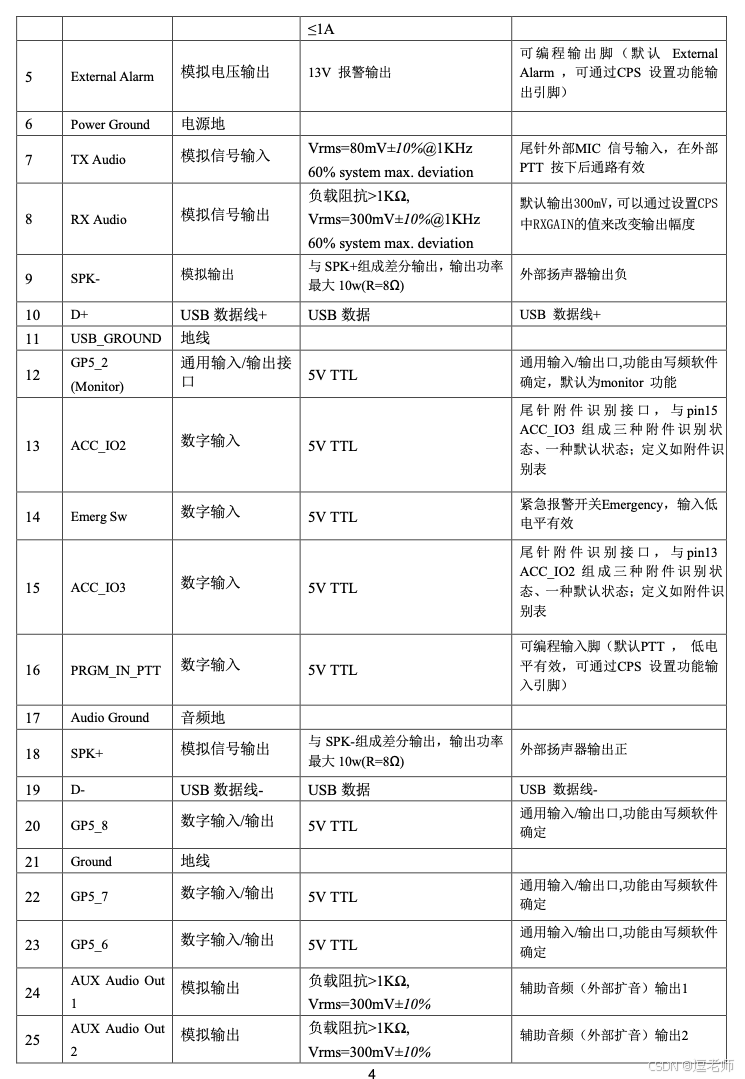 ≤1A
5 External Alarm 模拟电压输出 13V 报警输出 可编程输出脚（默认 External
Alarm ，可通过CPS 设置功能输
出引脚）
6 Power Ground 电源地
7 TX Audio 模拟信号输入 Vrms=80mV±10%@1KHz
60% system max. deviation 尾针外部MIC 信号输入，在外部
PTT 按下后通路有效
8 RX Audio 模拟信号输出 负载阻抗>1KΩ,
Vrms=300mV±10%@1KHz
60% system max. deviation 默认输出300mV,可以通过设置CPS
中RXGAIN的值来改变输出幅度
9 SPK- 模拟输出 与 SPK+组成差分输出，输出功率
最大 10w(R=8Ω) 外部扬声器输出负
10 D+ USB 数据线+ USB 数据 USB 数据线+
11 USB_GROUND 地线
12 GP5_2
(Monitor) 通用输入/输出接
口 5V TTL 通用输入/输出口,功能由写频软件
确定，默认为monitor 功能
13 ACC_IO2 数字输入 5V TTL 尾针附件识别接口，与pin15
ACC_IO3 组成三种附件识别状
态、一种默认状态；定义如附件识
别表
14 Emerg Sw 数字输入 5V TTL 紧急报警开关Emergency，输入低
电平有效
15 ACC_IO3 数字输入 5V TTL 尾针附件识别接口，与pin13
ACC_IO2 组成三种附件识别状
态、一种默认状态；定义如附件识
别表
16 PRGM_IN_PTT 数字输入 5V TTL 可编程输入脚（默认PTT ， 低电
平有效，可通过CPS 设置功能输
入引脚）
17 Audio Ground 音频地
18 SPK+ 模拟信号输出 与 SPK-组成差分输出，输出功率
最大 10w(R=8Ω) 外部扬声器输出正
19 D- USB 数据线- USB 数据 USB 数据线-
20 GP5_8 数字输入/输出 5V TTL 通用输入/输出口,功能由写频软件
确定
21 Ground 地线
22 GP5_7 数字输入/输出 5V TTL 通用输入/输出口,功能由写频软件
确定
23 GP5_6 数字输入/输出 5V TTL 通用输入/输出口,功能由写频软件
确定
24 AUX Audio Out
1 模拟输出 负载阻抗>1KΩ,
Vrms=300mV±10% 辅助音频（外部扩音）输出1
25 AUX Audio Out
2 模拟输出 负载阻抗>1KΩ,
Vrms=300mV±10% 辅助音频（外部扩音）输出2
4
CSDN @逗老师